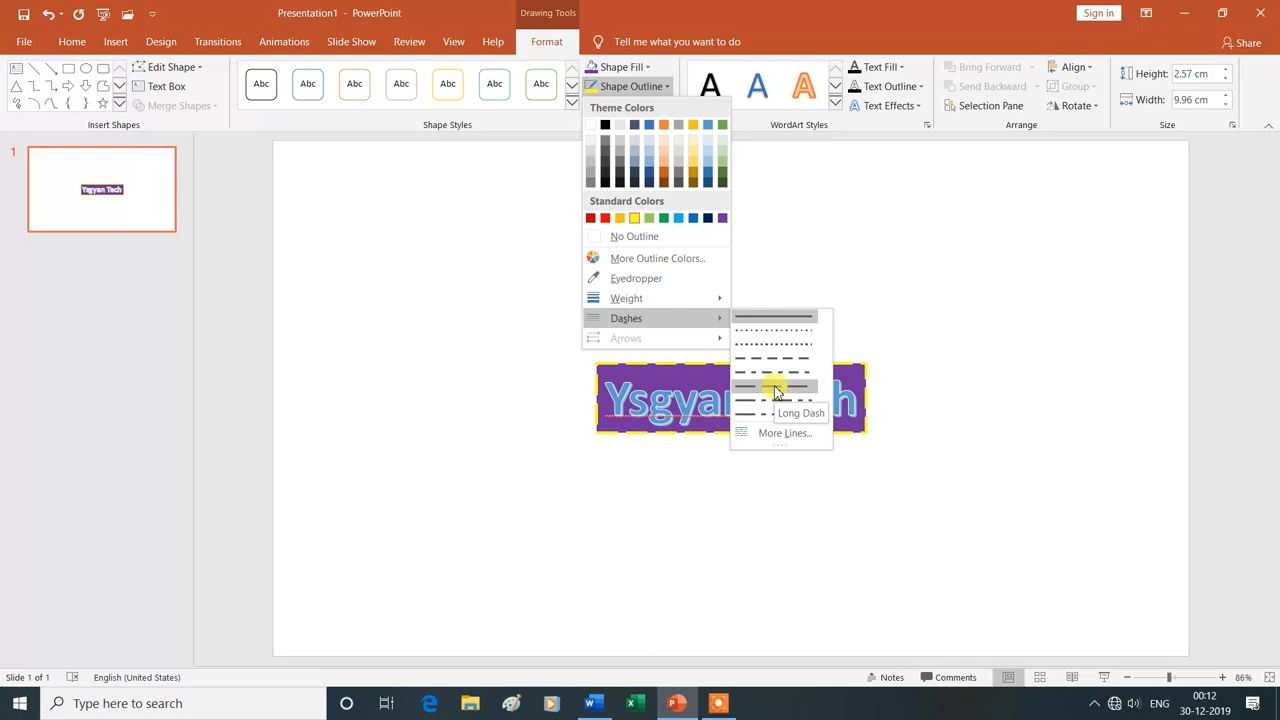 Presentation1 - PowerPoint
Drawing Tools
Sign in
File Home Insert Design Transitions Animations Slide Show Review View Help Format Tell me what you want to do Share
Edit Shape
Text Box
Merge Shapes
Insert Shapes
Abc Abc Abc Abc Abc Abc Abc
Shape Styles
Shape Fill
Shape Outline
A A A
WordArt Styles
Text Fill
Text Outline
Text Effects
Bring Forward
Send Backward
Selection Pane
Align
Group
Rotate
Arrange
Height: 2.57 cm
Width: 9.96 cm
Size
Theme Colors
Standard Colors
No Outline
More Outline Colors...
Eyedropper
Weight
Dashes
Arrows
Long Dash
More Lines...
Ysgyan Tech
Slide 1 of 1 English (United States) Notes Comments 86%
Type here to search
ENG
00:12
30-12-2019